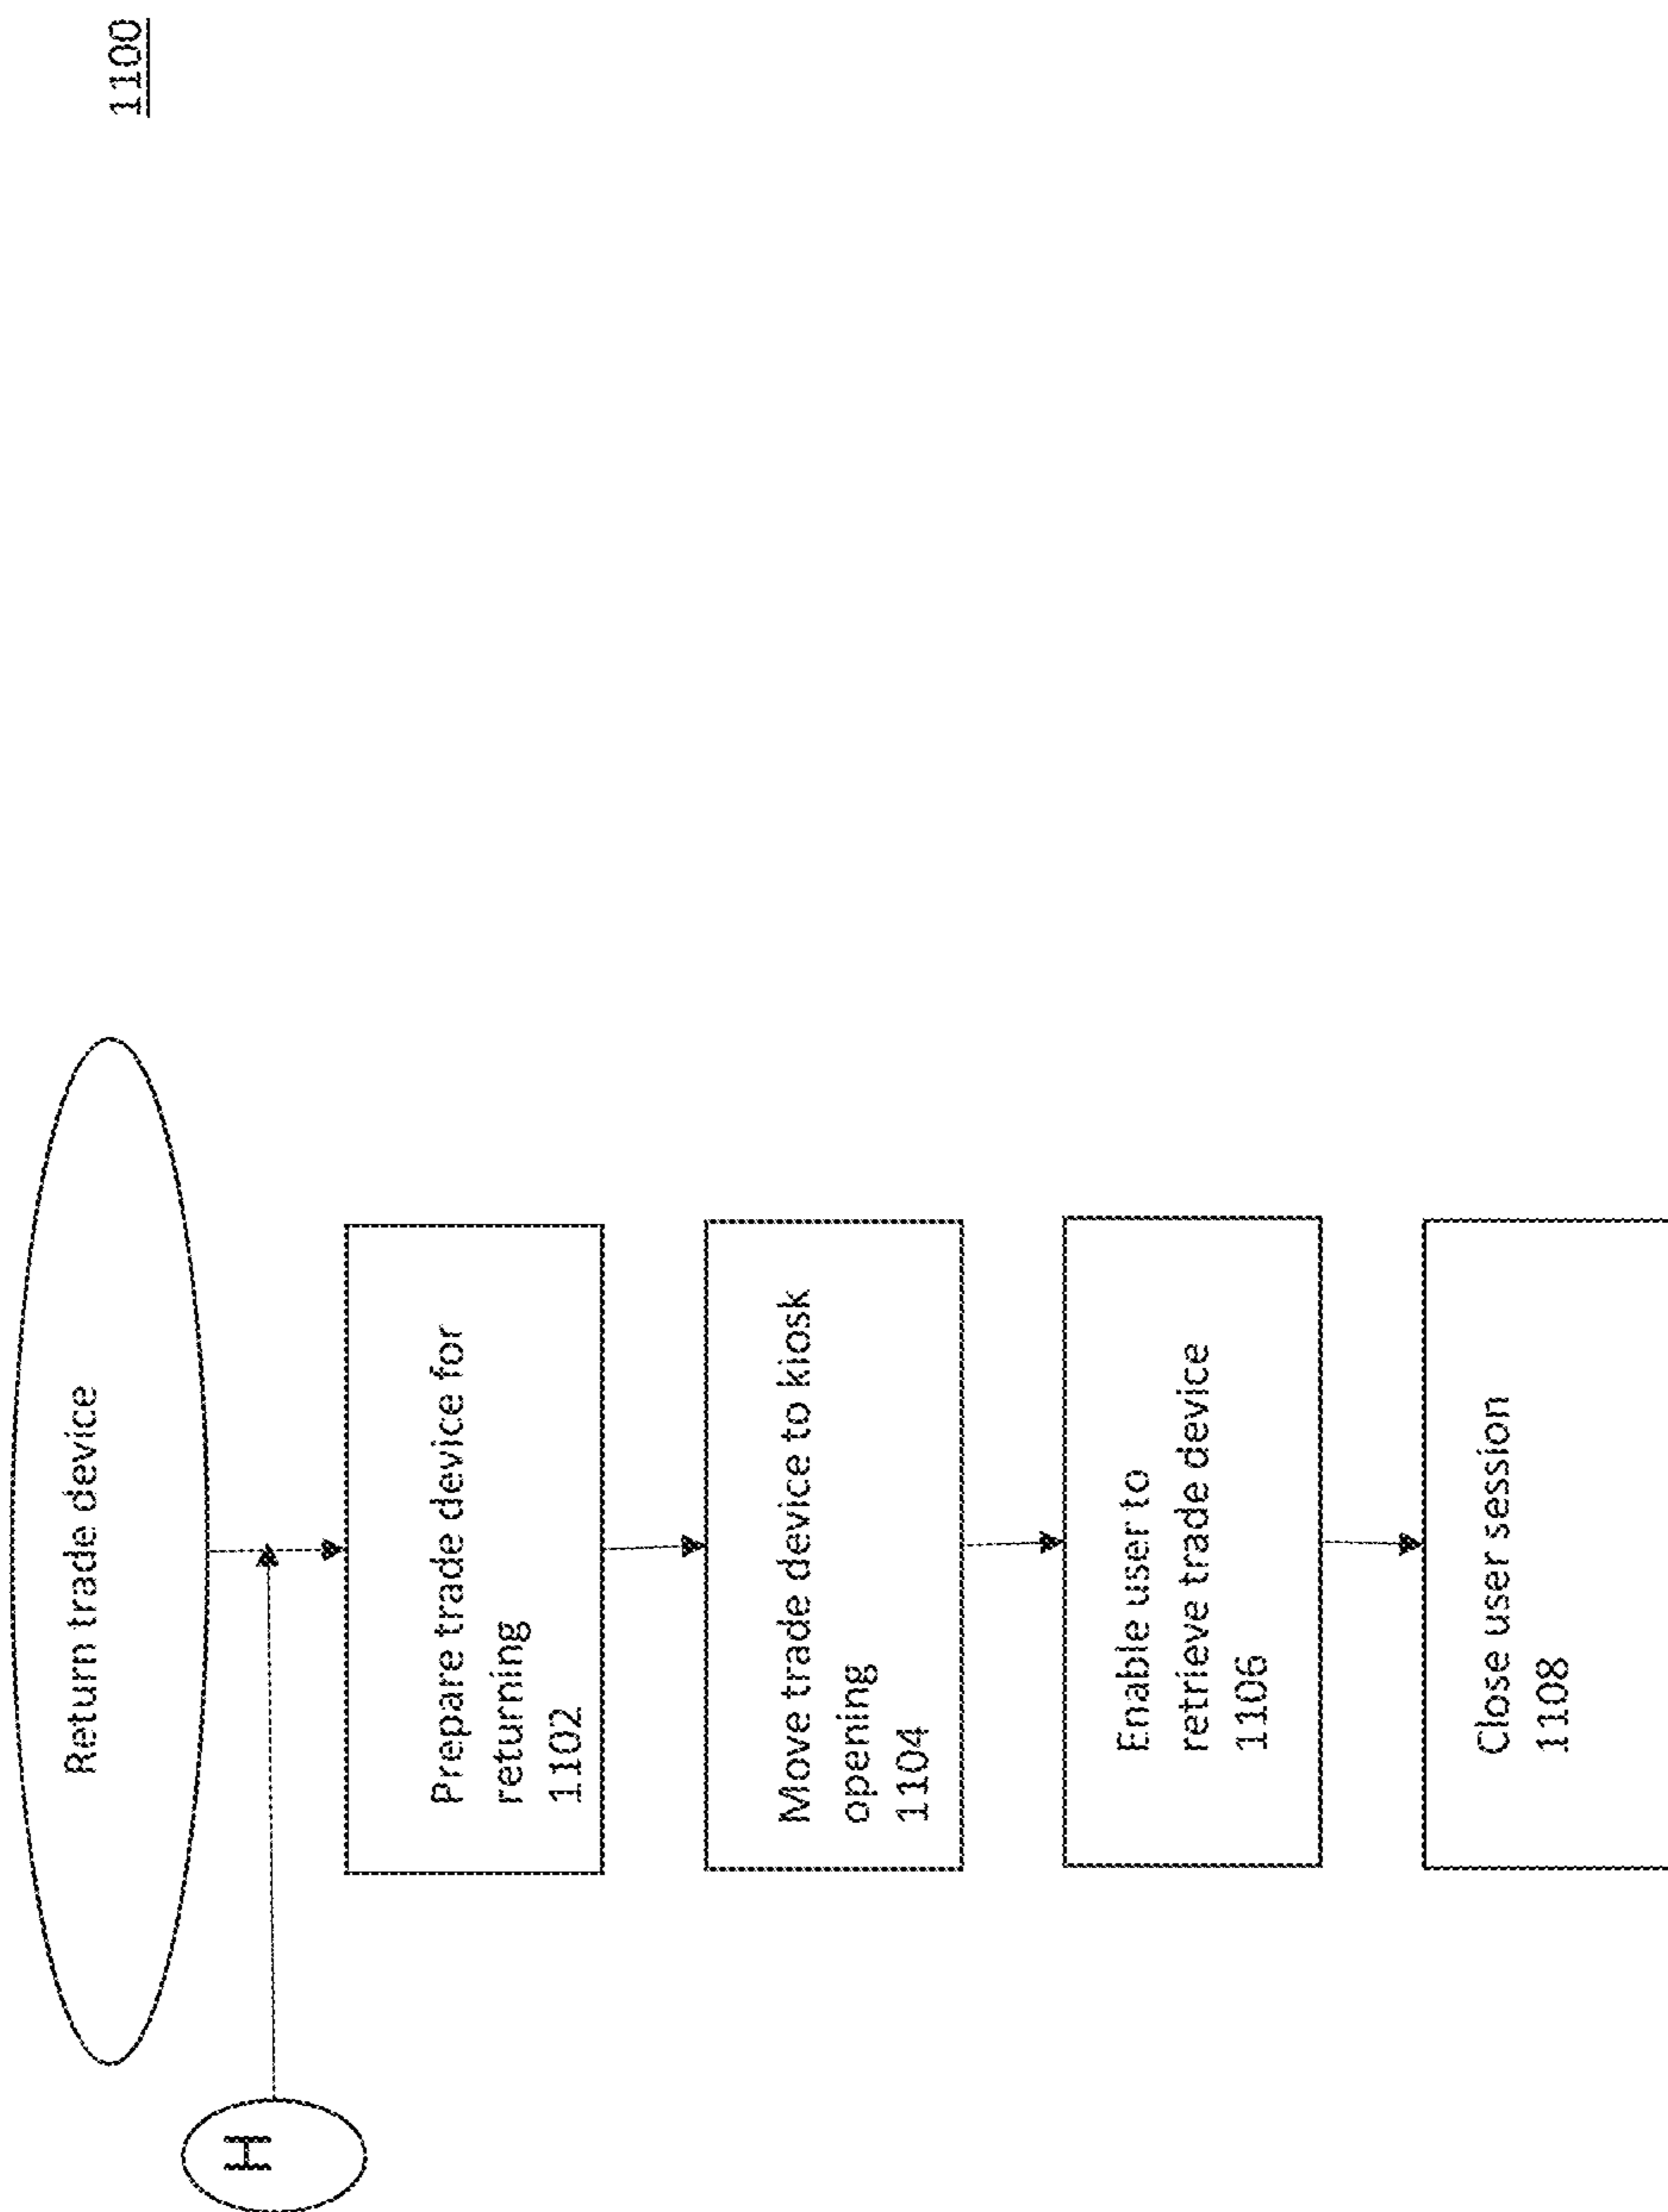 1100
Return trade device
H
Prepare trade device for
returning
1102
Move trade device to kiosk
opening
1104
Enable user to
retrieve trade device
1106
Close user session
1108